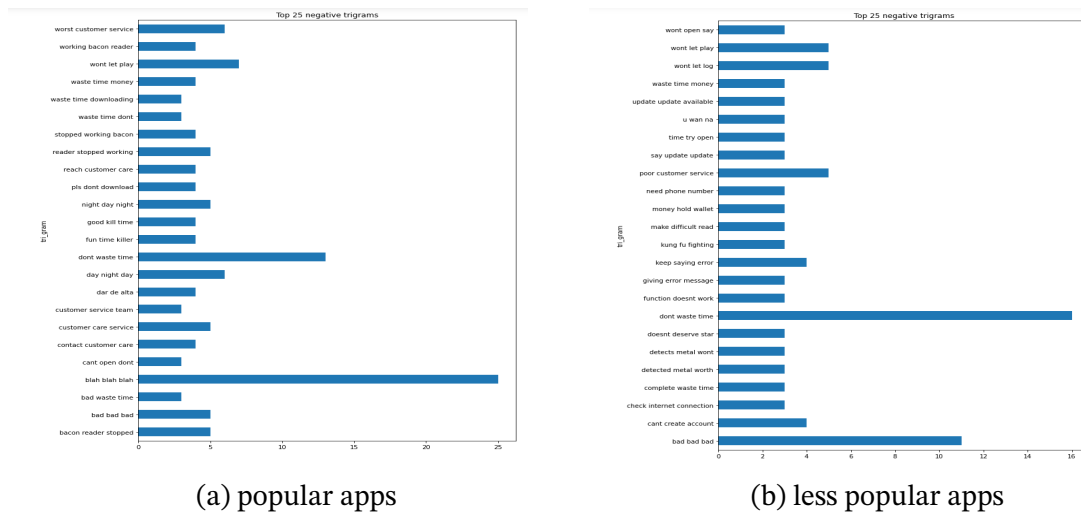 Top 25 negative trigrams
worst customer service
working bacon reader
wont let play
waste time money
waste time downloading
waste time dont
stopped working bacon
reader stopped working
reach customer care
pls dont download
night day night
good kill time
fun time killer
dont waste time
day night day
dar de alta
customer service team
customer care service
contact customer care
cant open dont
blah blah blah
bad waste time
bad bad bad
bacon reader stopped
tri_gram
0 5 10 15 20 25
(a) popular apps
Top 25 negative trigrams
wont open say
wont let play
wont let log
waste time money
update update available
u wan na
time try open
say update update
poor customer service
need phone number
money hold wallet
make difficult read
kung fu fighting
keep saying error
giving error message
function doesnt work
dont waste time
doesnt deserve star
detects metal wont
detected metal worth
complete waste time
check internet connection
cant create account
bad bad bad
tri_gram
0 2 4 6 8 10 12 14 16
(b) less popular apps